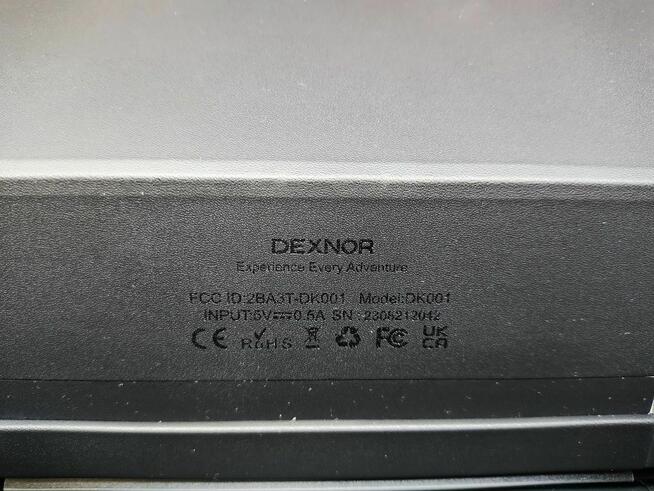 DEXNOR
Experience Every Adventure
FCC ID:2BA3T-DK001 Model:DK001
INPUT:5V⎓0.5A SN : 2308212042
CE RoHS FC UK CA